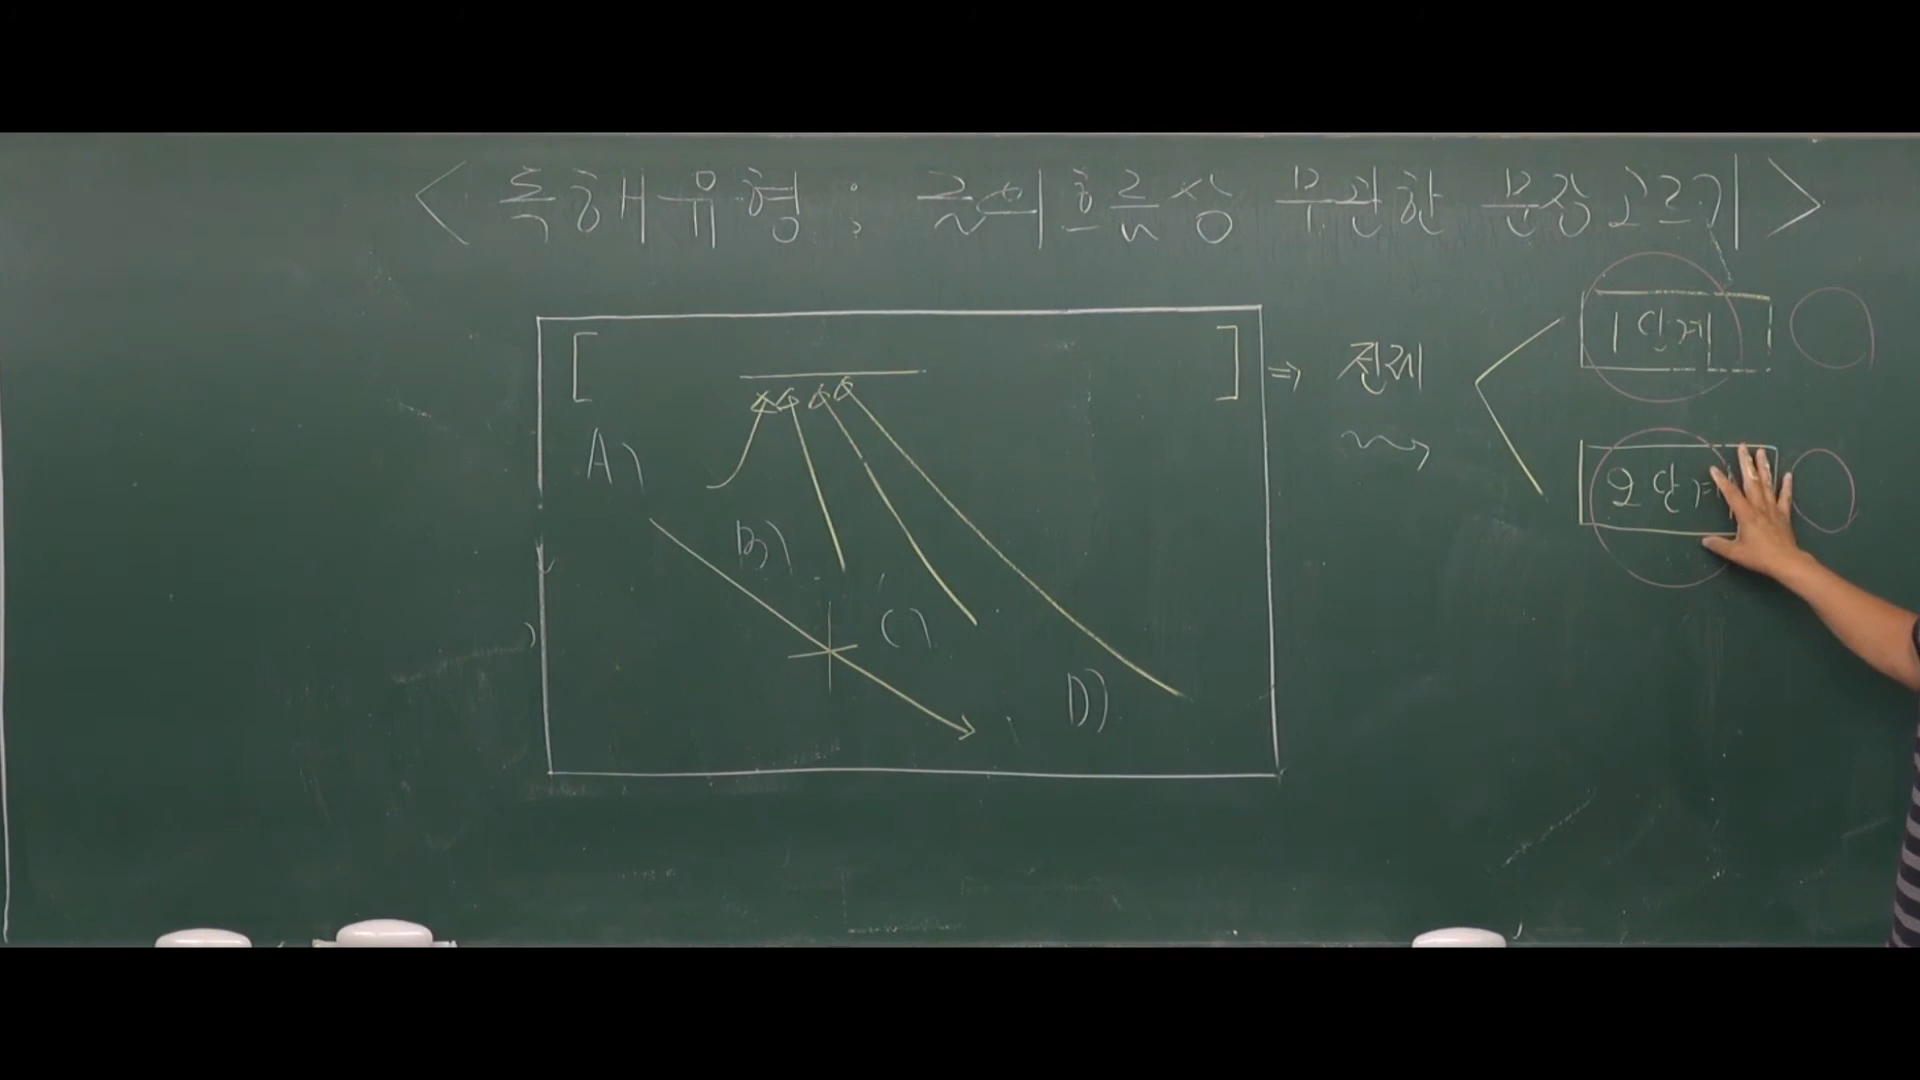 < 독해유형 : 글의흐름상 무관한 문장고르기 >
[ ] ⇒ 전제
1단계
A)
2단계
B)
C)
D)